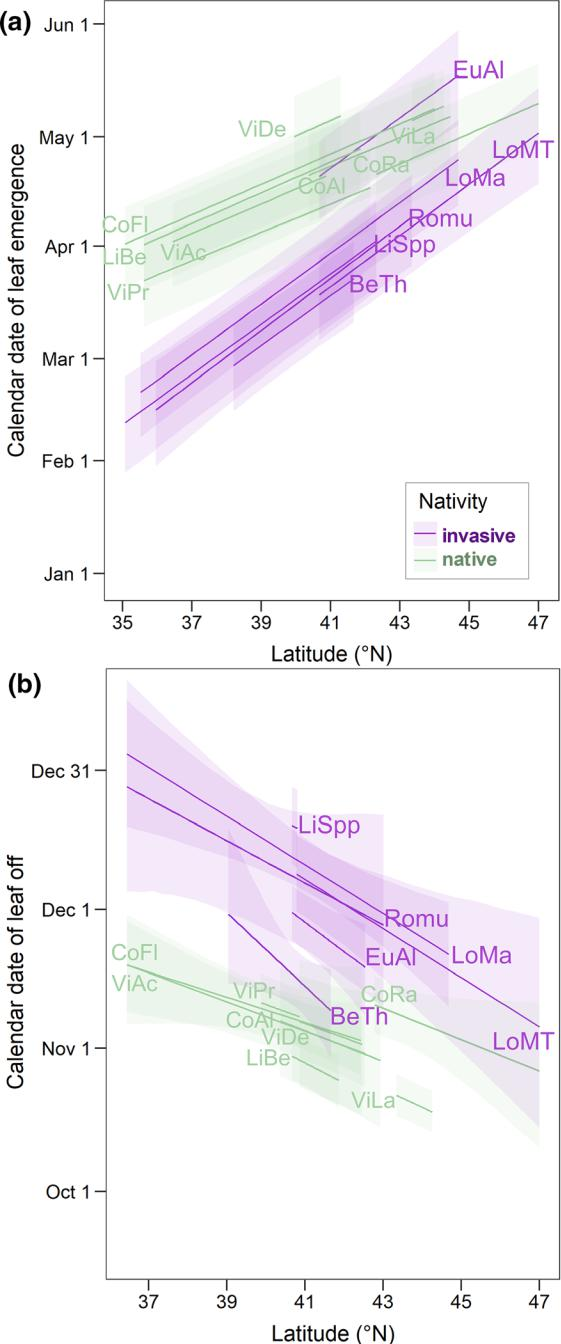 (a)
Jun 1
EuAl
ViDe
May 1
ViLa
LoMT
CoRa
LoMa
CoAl
Calendar date of leaf emergence
CoFl
Romu
Apr 1
LiSpp
LiBe
ViAc
ViPr
BeTh
Mar 1
Feb 1
Nativity
invasive
native
Jan 1
35 37 39 41 43 45 47
Latitude (°N)
(b)
Dec 31
LiSpp
Calendar date of leaf off
Dec 1
Romu
CoFl
EuAl
LoMa
ViAc
ViPr
CoRa
CoAl
BeTh
ViDe
LoMT
Nov 1
LiBe
ViLa
Oct 1
37 39 41 43 45 47
Latitude (°N)